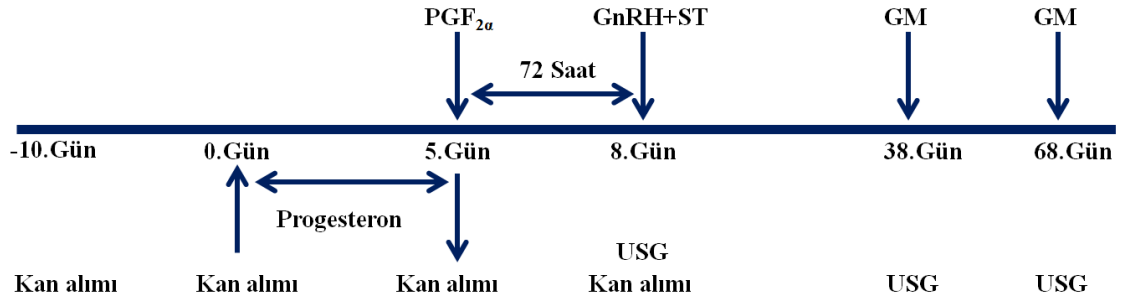 PGF2α GnRH+ST GM GM
72 Saat
-10.Gün 0.Gün 5.Gün 8.Gün 38.Gün 68.Gün
Progesteron
USG
Kan alımı Kan alımı Kan alımı Kan alımı USG USG